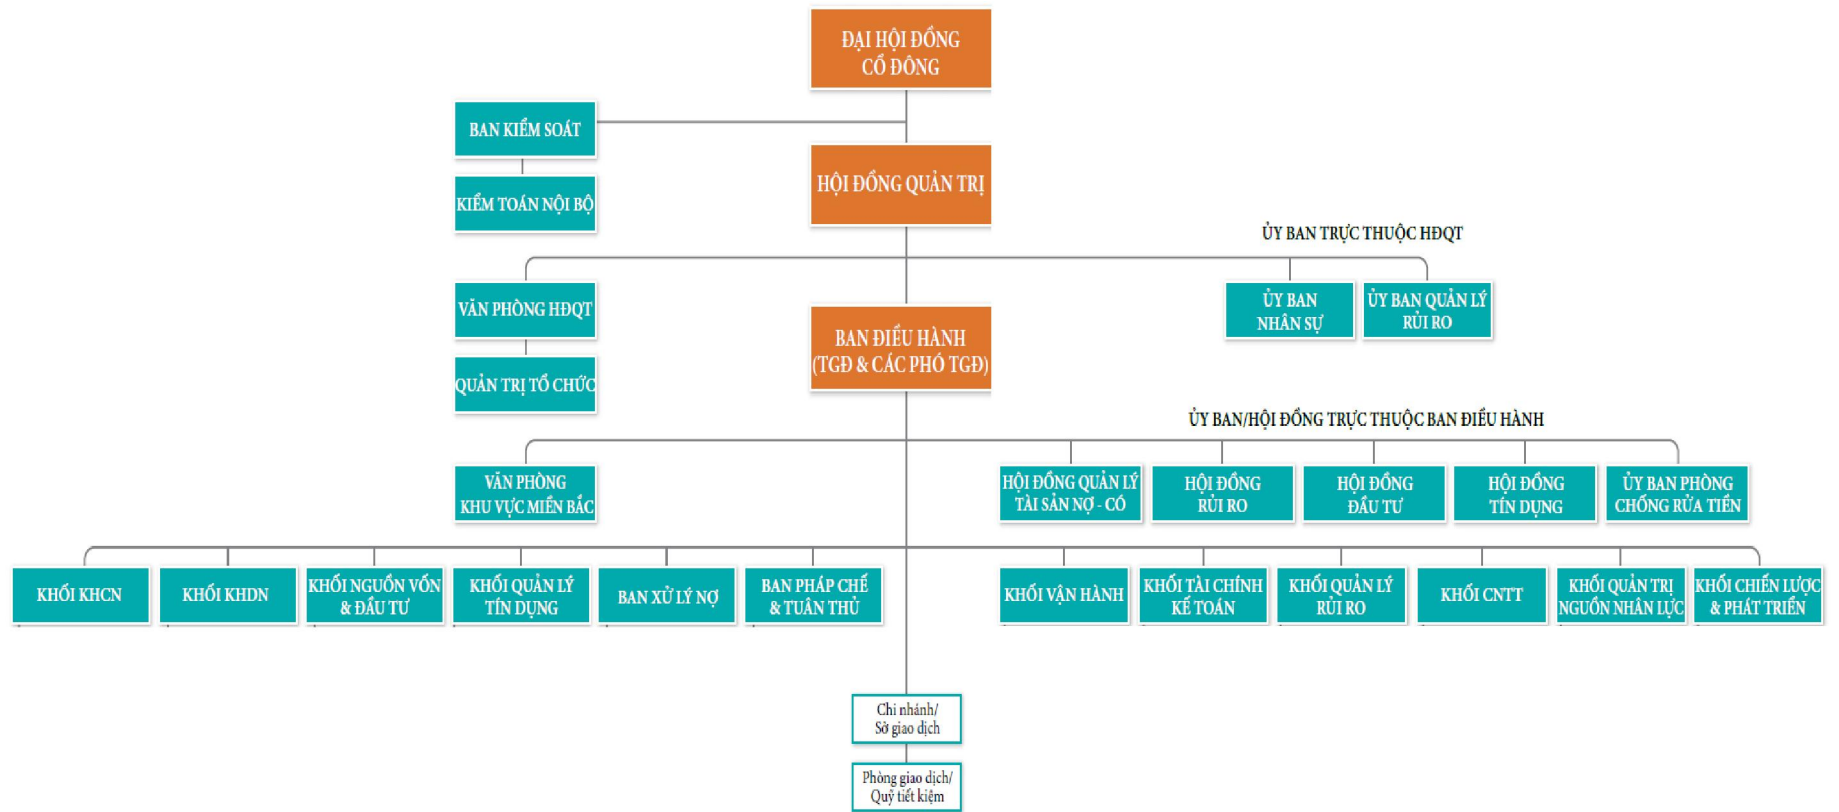 ĐẠI HỘI ĐỒNG
CỔ ĐÔNG
BAN KIỂM SOÁT
KIỂM TOÁN NỘI BỘ
HỘI ĐỒNG QUẢN TRỊ
ỦY BAN TRỰC THUỘC HĐQT
VĂN PHÒNG HĐQT
QUẢN TRỊ TỔ CHỨC
BAN ĐIỀU HÀNH
(TGĐ & CÁC PHÓ TGĐ)
ỦY BAN
NHÂN SỰ
ỦY BAN QUẢN LÝ
RỦI RO
ỦY BAN/HỘI ĐỒNG TRỰC THUỘC BAN ĐIỀU HÀNH
VĂN PHÒNG
KHU VỰC MIỀN BẮC
HỘI ĐỒNG QUẢN LÝ
TÀI SẢN NỢ - CÓ
HỘI ĐỒNG
RỦI RO
HỘI ĐỒNG
ĐẦU TƯ
HỘI ĐỒNG
TÍN DỤNG
ỦY BAN PHÒNG
CHỐNG RỬA TIỀN
KHỐI KHCN
KHỐI KHDN
KHỐI NGUỒN VỐN
& ĐẦU TƯ
KHỐI QUẢN LÝ
TÍN DỤNG
BAN XỬ LÝ NỢ
BAN PHÁP CHẾ
& TUÂN THỦ
KHỐI VẬN HÀNH
KHỐI TÀI CHÍNH
KẾ TOÁN
KHỐI QUẢN LÝ
RỦI RO
KHỐI CNTT
KHỐI QUẢN TRỊ
NGUỒN NHÂN LỰC
KHỐI CHIẾN LƯỢC
& PHÁT TRIỂN
Chi nhánh/
Sở giao dịch
Phòng giao dịch/
Quỹ tiết kiệm